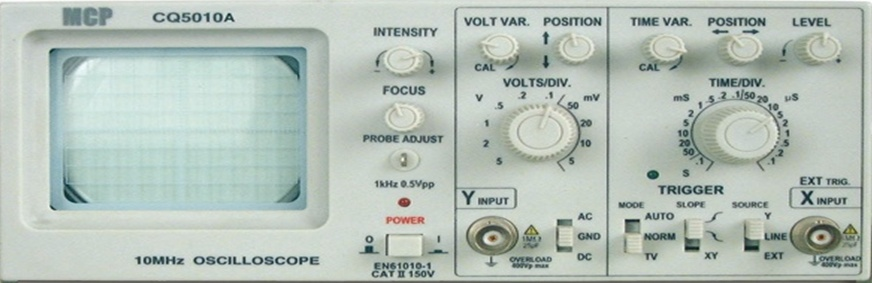 MCP CQ5010A
10MHz OSCILLOSCOPE
INTENSITY
- +
FOCUS
PROBE ADJUST
1kHz 0.5Vpp
POWER
O I
EN61010-1
CAT II 150V
VOLT VAR. POSITION
CAL
VOLTS/DIV.
V .5 .2 .1 50 mV
1 20
2 10
5 5
Y INPUT
OVERLOAD
400Vp max
AC
GND
DC
TIME VAR. POSITION LEVEL
CAL - +
TIME/DIV.
mS 1 .5 .2 .1/50 20 10 μS
2 5
5 2
10 1
20 .5
50 .2
.1 .1
S
TRIGGER
MODE SLOPE SOURCE
AUTO Y
NORM LINE
TV XY EXT
EXT TRIG.
X INPUT
OVERLOAD
400Vp max